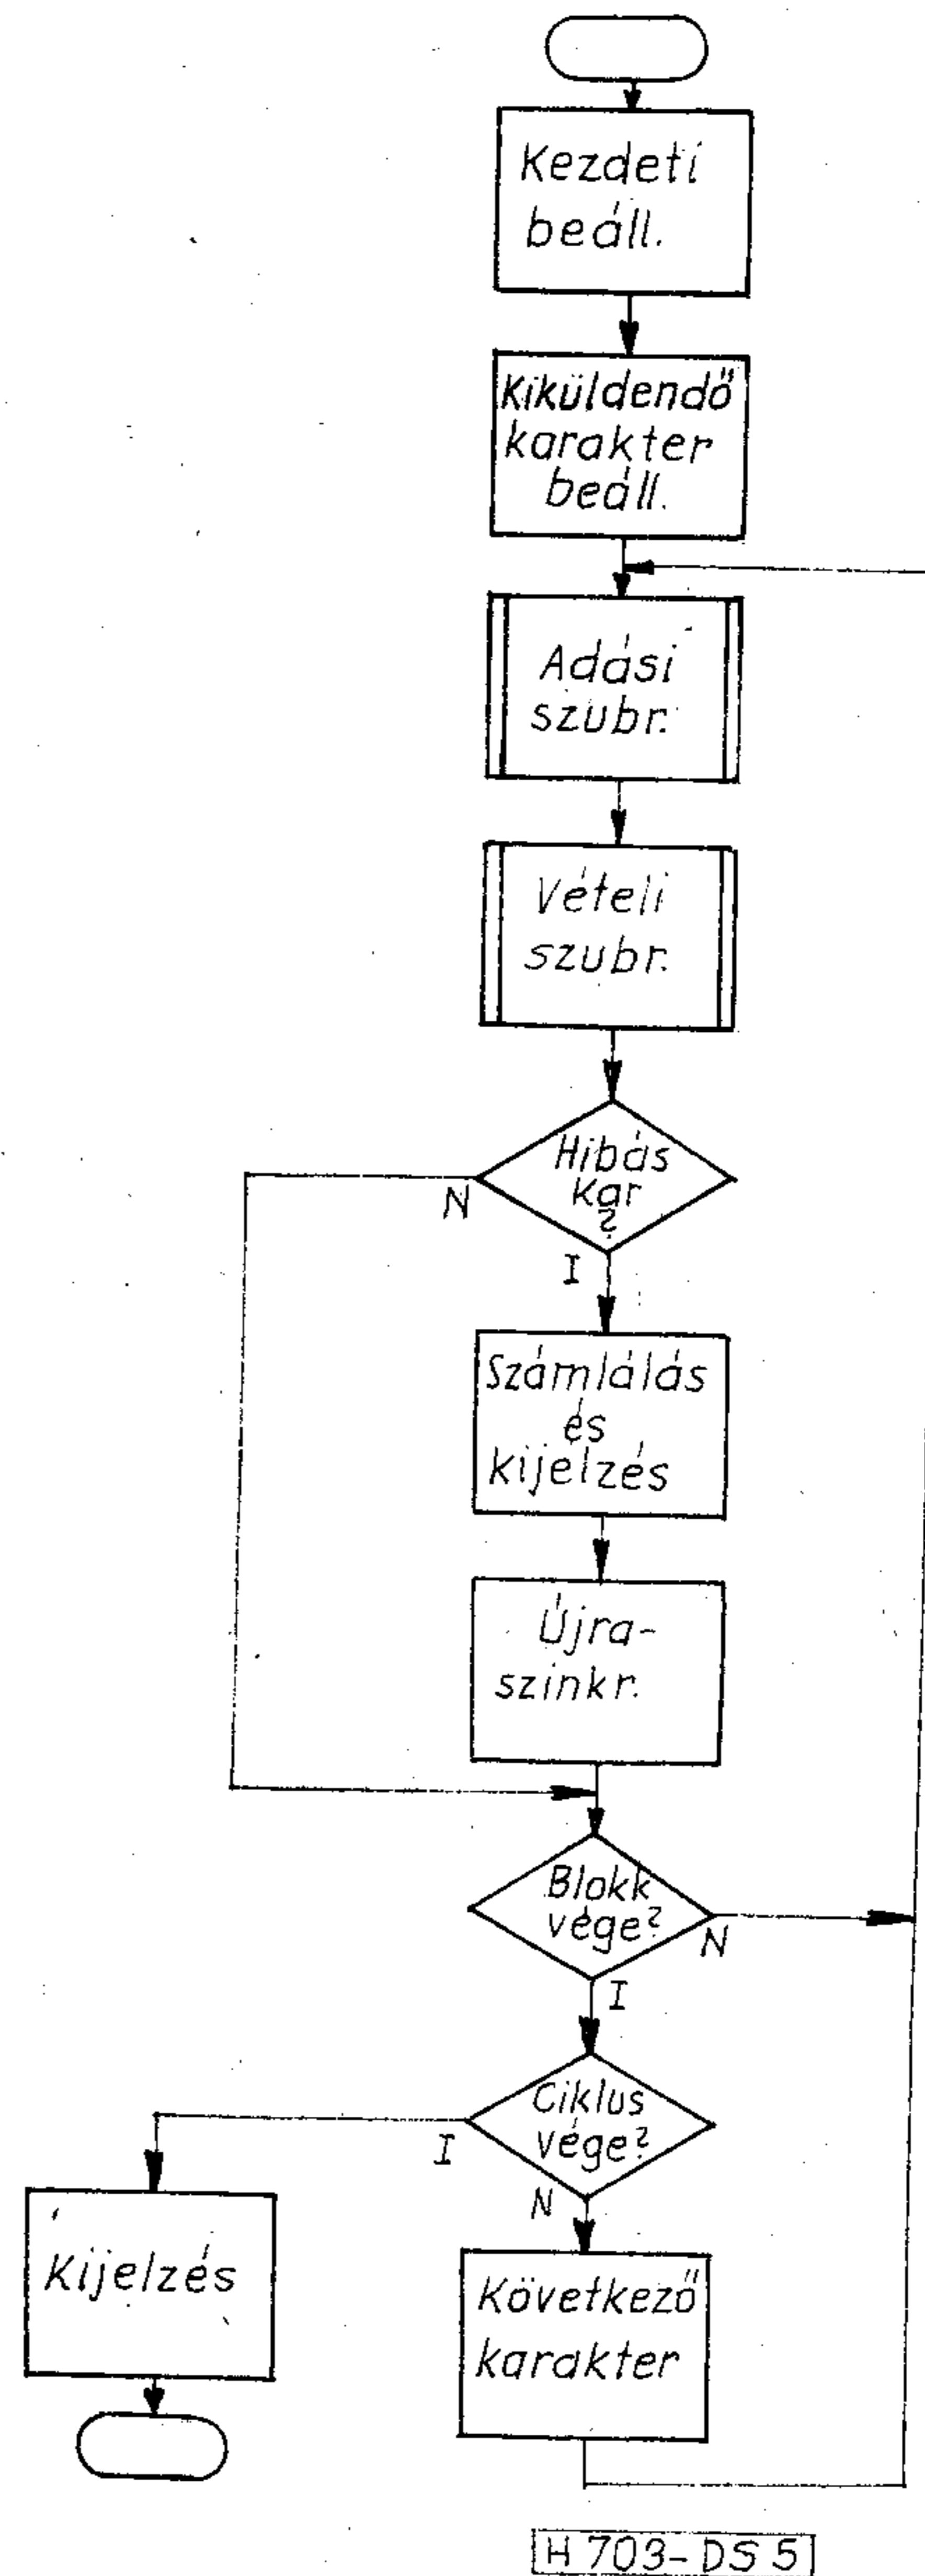 Kezdeti
beáll.
Kiküldendő
karakter
beáll.
Adási
szubr.
Vételi
szubr.
Hibás
kar
?
N
I
Számlálás
és
kijelzés
Újra-
szinkr.
Blokk
vége?
N
I
Ciklus
vége?
I
N
Kijelzés
Következő
karakter
H 703-DS 5